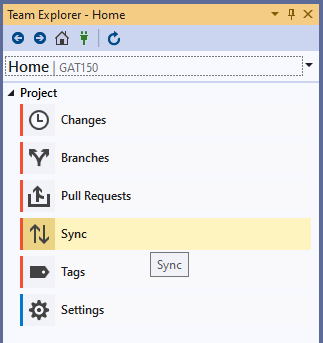 Team Explorer - Home
Home | GAT150
Project
Changes
Branches
Pull Requests
Sync
Sync
Tags
Settings